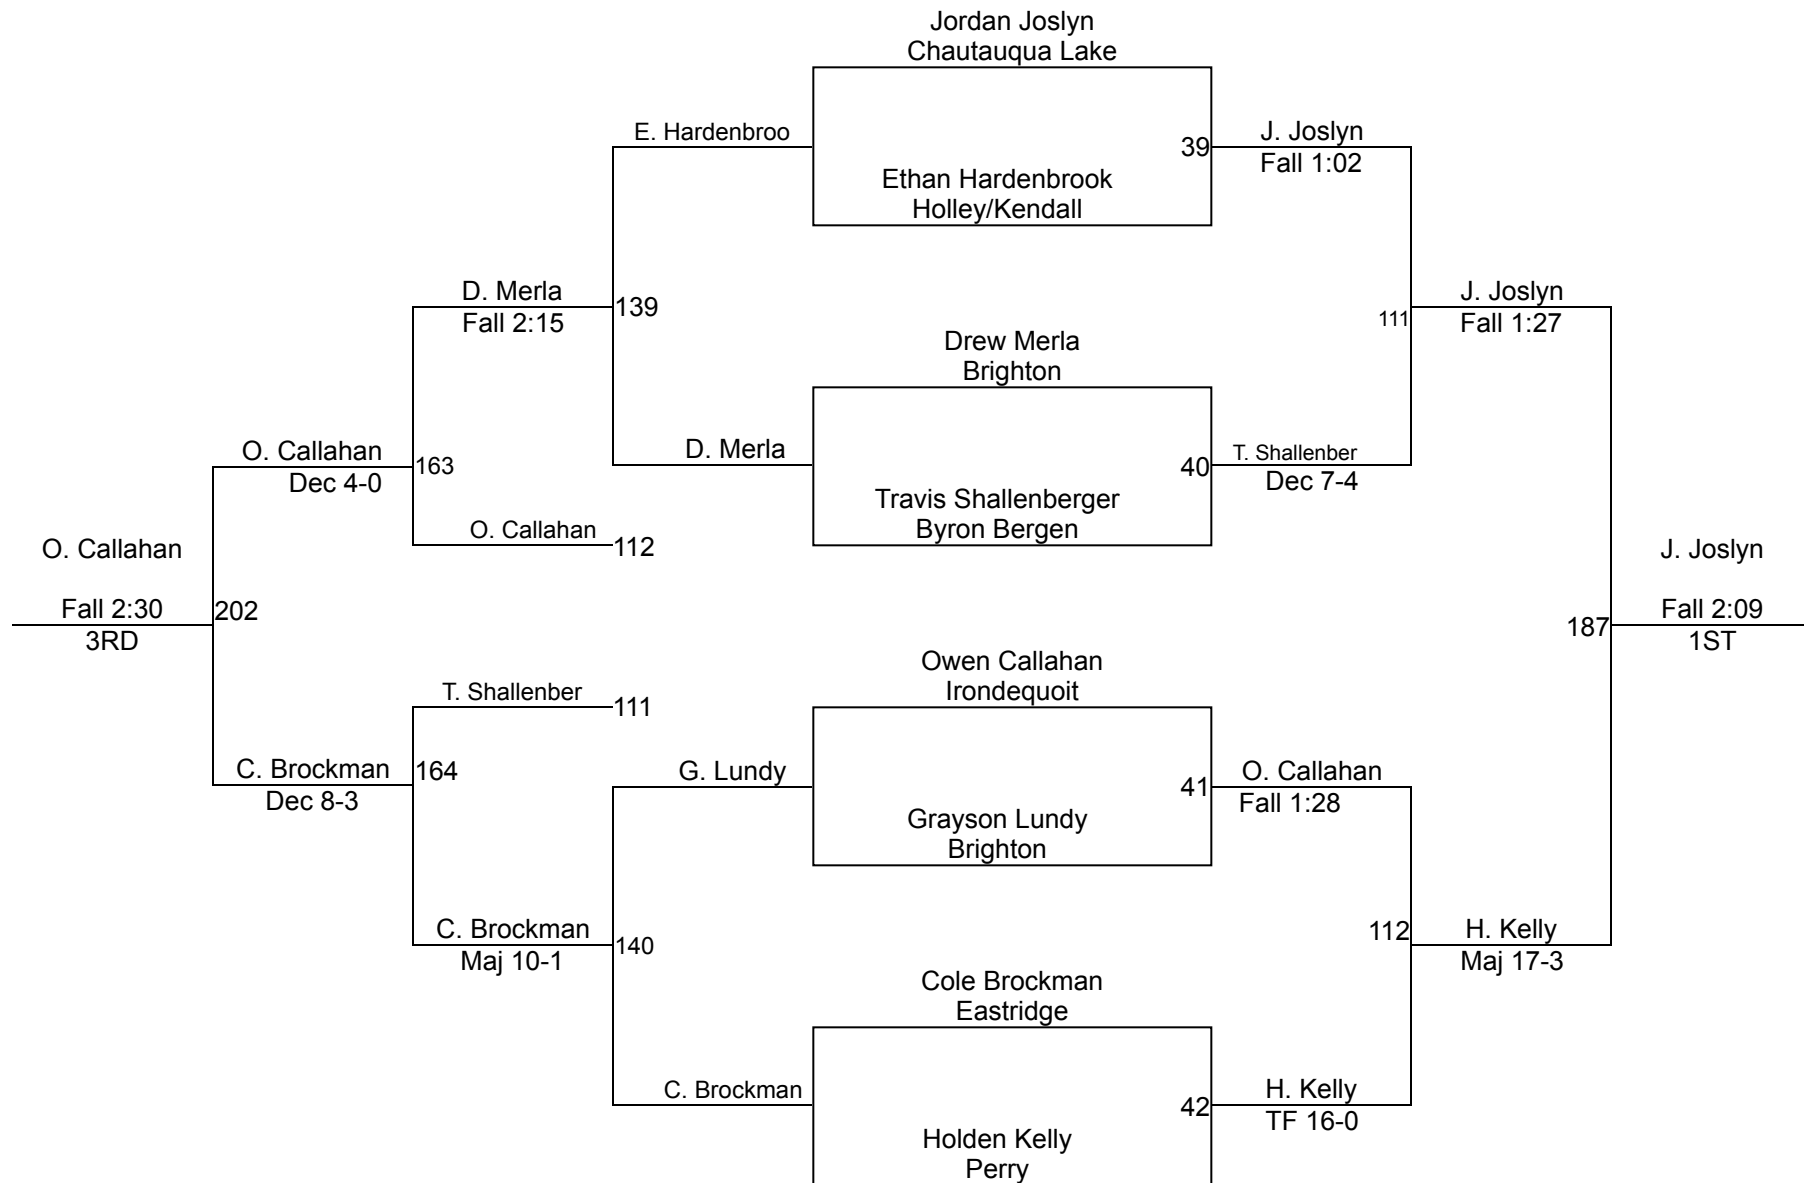 Jordan Joslyn
Chautauqua Lake
E. Hardenbroo
39
J. Joslyn
Fall 1:02
Ethan Hardenbrook
Holley/Kendall
D. Merla
Fall 2:15
139
J. Joslyn
Fall 1:27
111
Drew Merla
Brighton
O. Callahan
Dec 4-0
163
D. Merla
40
T. Shallenber
Dec 7-4
Travis Shallenberger
Byron Bergen
O. Callahan
112
O. Callahan
Fall 2:30
3RD
202
J. Joslyn
Fall 2:09
1ST
187
Owen Callahan
Irondequoit
T. Shallenber
111
C. Brockman
Dec 8-3
164
G. Lundy
41
O. Callahan
Fall 1:28
Grayson Lundy
Brighton
C. Brockman
Maj 10-1
140
112
H. Kelly
Maj 17-3
Cole Brockman
Eastridge
C. Brockman
42
H. Kelly
TF 16-0
Holden Kelly
Perry